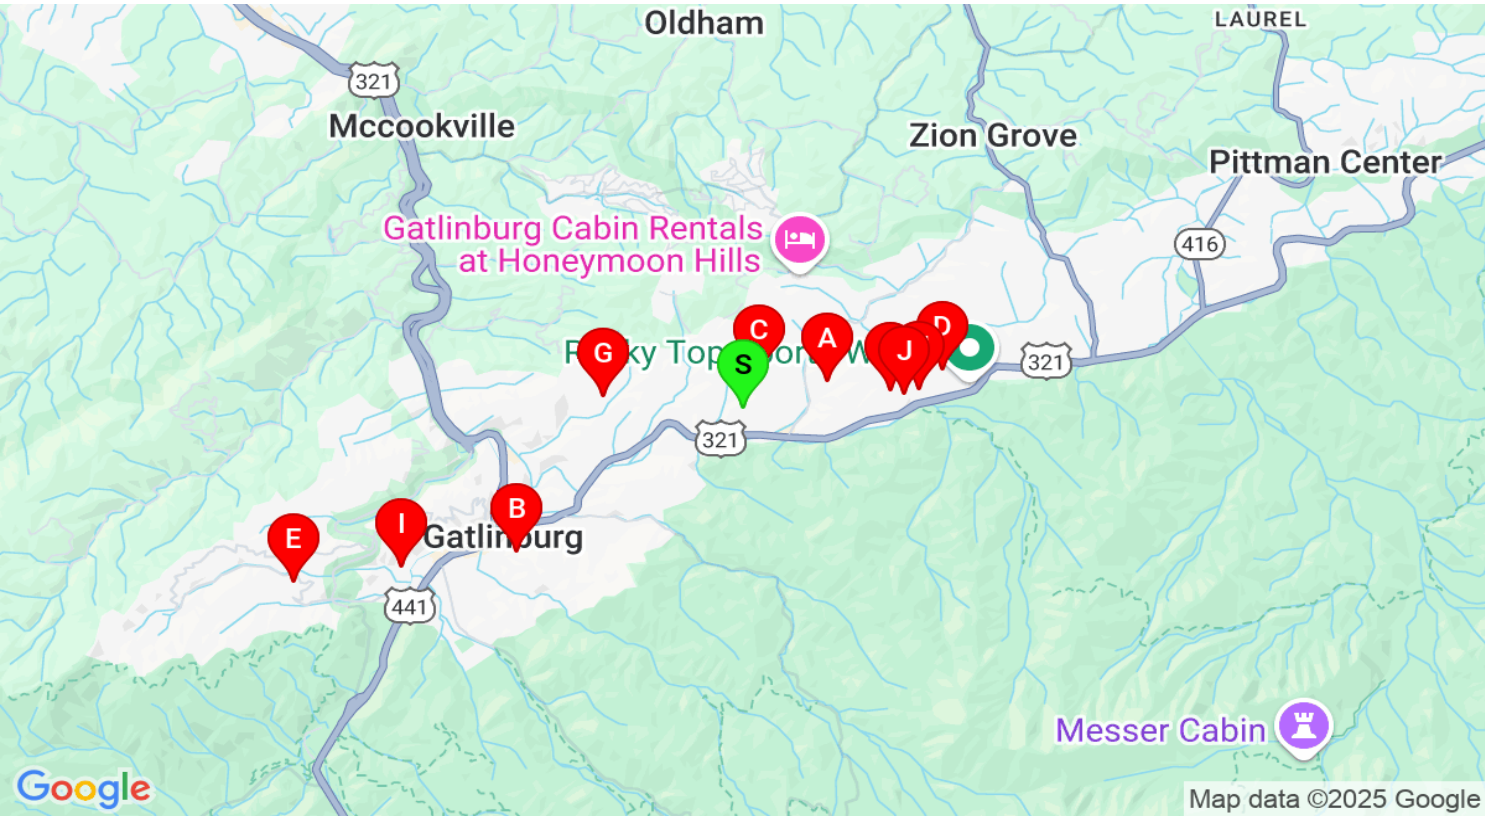 Oldham
LAUREL
321
Mccookville
Zion Grove
Pittman Center
Gatlinburg Cabin Rentals
at Honeymoon Hills
416
C
A
D
G
S
J
321
321
B
I
E
Gatlinburg
441
Messer Cabin
Google
Map data ©2025 Google